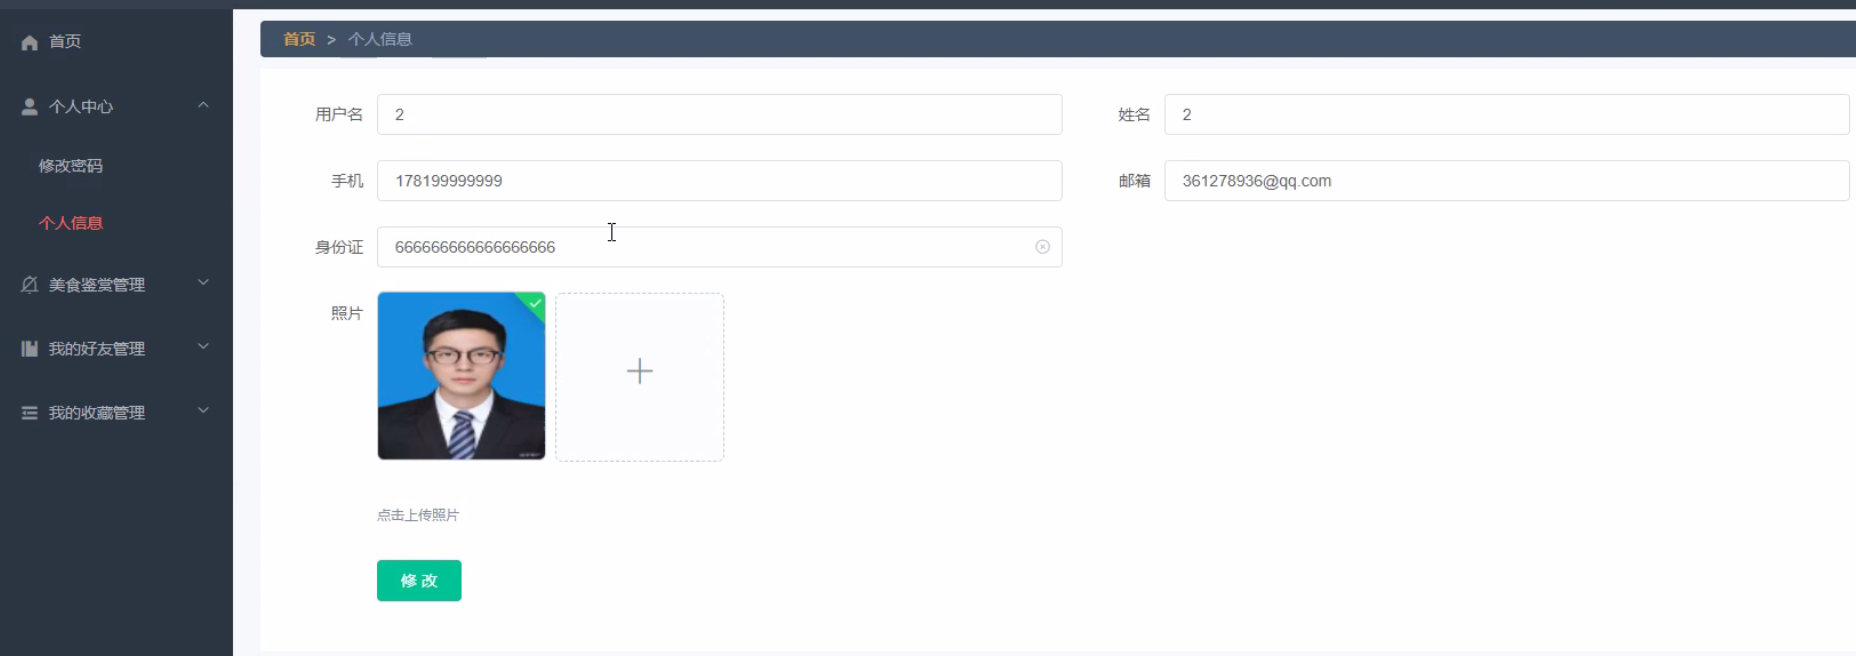 首页
个人中心
修改密码
个人信息
美食鉴赏管理
我的好友管理
我的收藏管理
首页 > 个人信息
用户名 2
姓名 2
手机 178199999999
邮箱 361278936@qq.com
身份证 666666666666666666
照片
点击上传照片
修改